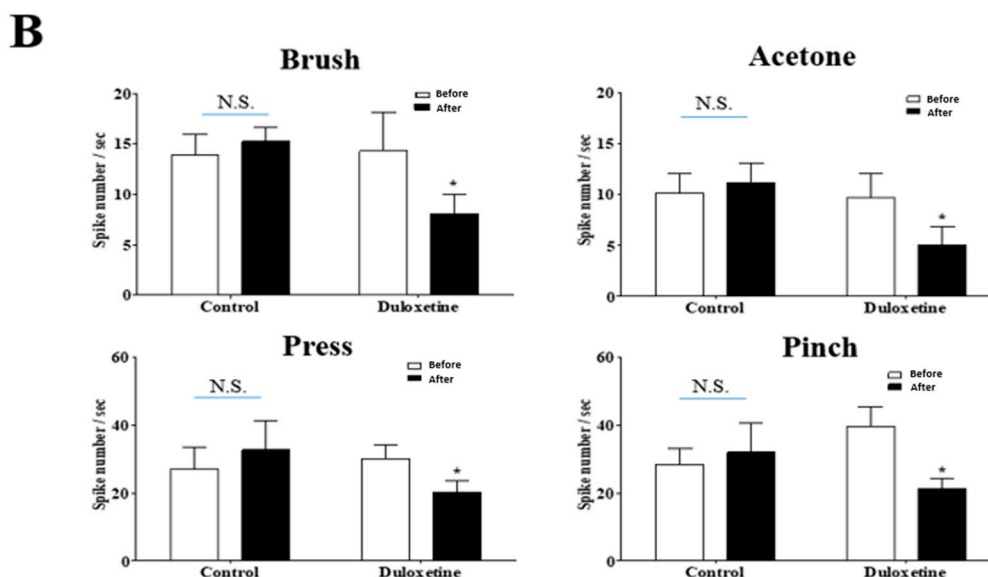 B
Brush
Before
After
N.S.
*
Spike number / sec
20
15
10
5
0
Control
Duloxetine
Acetone
Before
After
N.S.
*
Spike number / sec
20
15
10
5
0
Control
Duloxetine
Press
Before
After
N.S.
*
Spike number / sec
60
40
20
0
Control
Duloxetine
Pinch
Before
After
N.S.
*
Spike number / sec
60
40
20
0
Control
Duloxetine